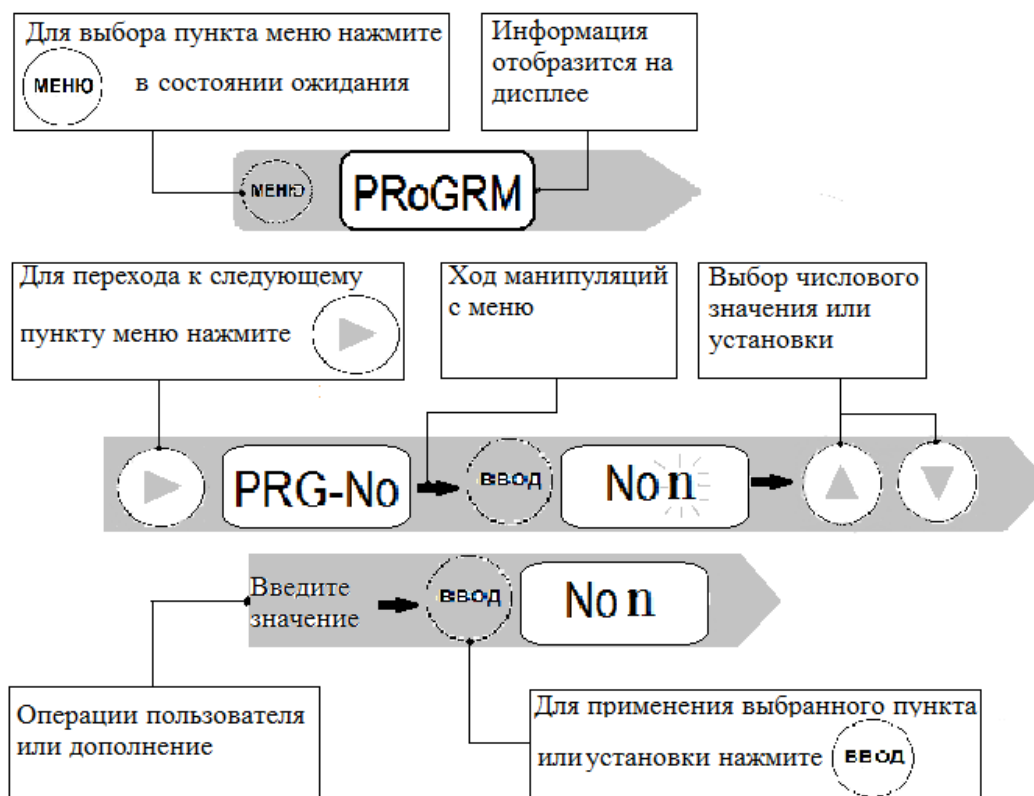 Для выбора пункта меню нажмите
МЕНЮ в состоянии ожидания
Информация
отобразится на
дисплее
МЕНЮ PRoGRM
Для перехода к следующему
пункту меню нажмите
Ход манипуляций
с меню
Выбор числового
значения или
установки
PRG-No ВВОД No n
Введите
значение
ВВОД No n
Операции пользователя
или дополнение
Для применения выбранного пункта
или установки нажмите ВВОД